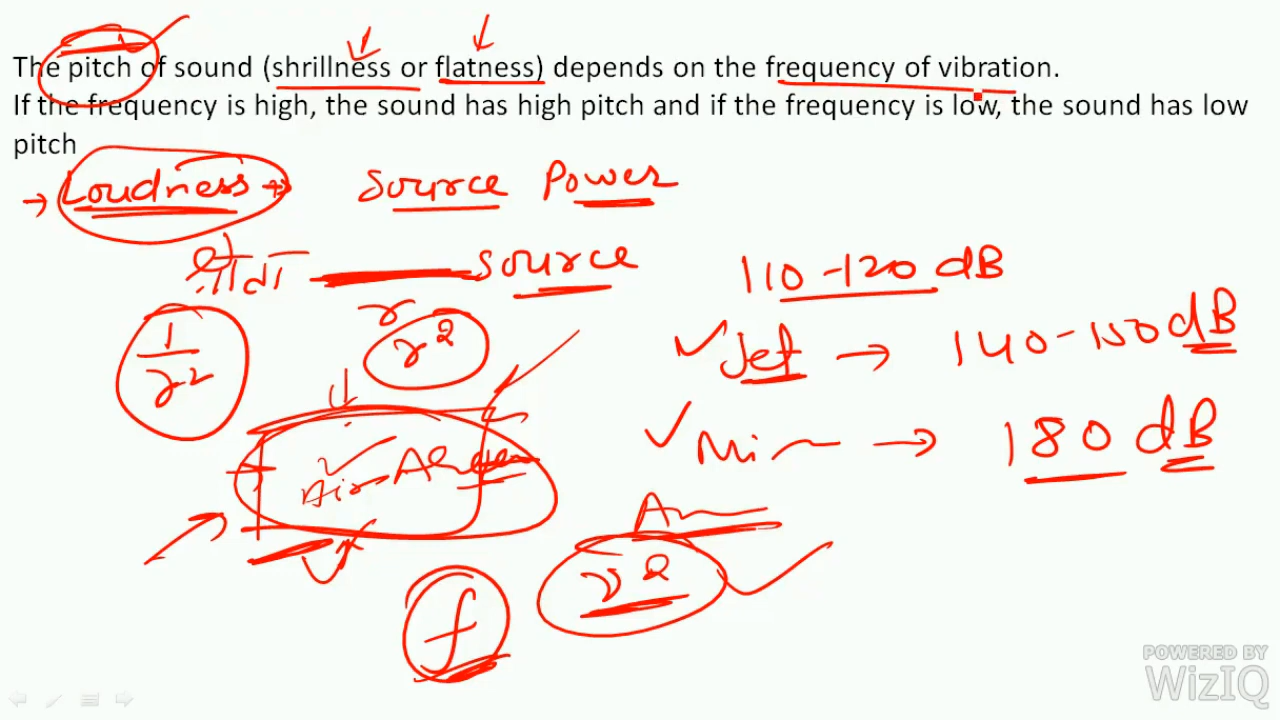 The pitch of sound (shrillness or flatness) depends on the frequency of vibration.
If the frequency is high, the sound has high pitch and if the frequency is low, the sound has low
pitch
→ Loudness → Source Power
श्रोता source
110-120 dB
r
1/r² r²
✓ Jet → 140-150 dB
✓ → 180 dB
✓ Air
f ν²
POWERED BY
WizIQ